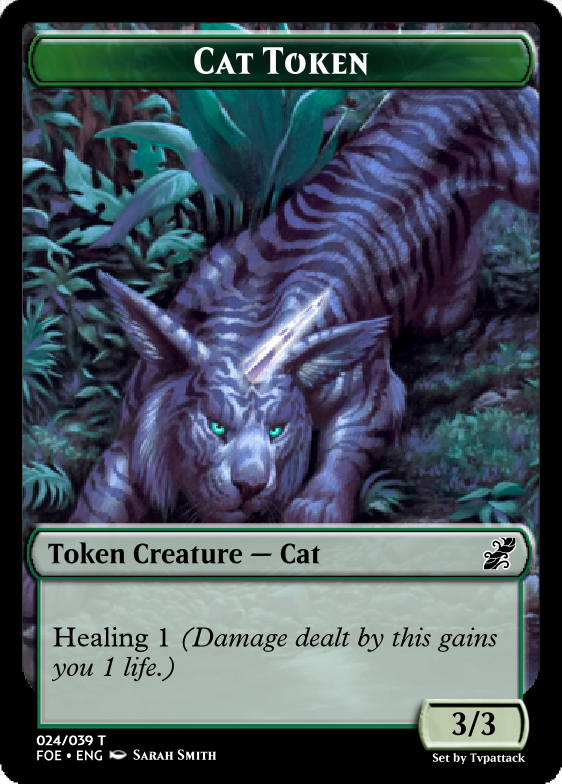 Cat Token
Token Creature — Cat
Healing 1 (Damage dealt by this gains
you 1 life.)
3/3
024/039 T
FOE • ENG Sarah Smith
Set by Tvpattack